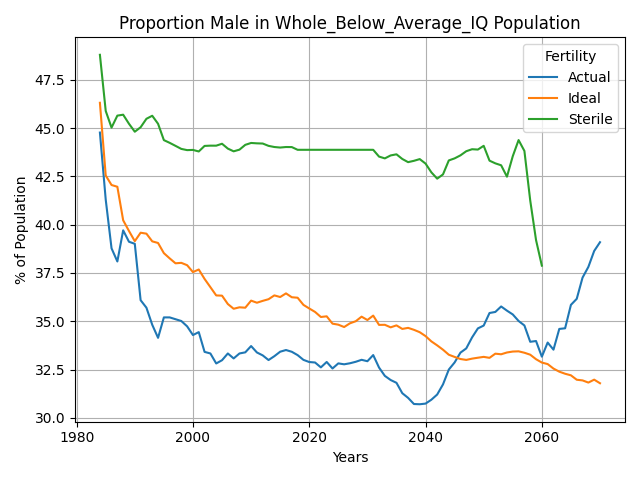 Proportion Male in Whole_Below_Average_IQ Population
Fertility
Actual
Ideal
Sterile
% of Population
47.5
45.0
42.5
40.0
37.5
35.0
32.5
30.0
1980
2000
2020
2040
2060
Years